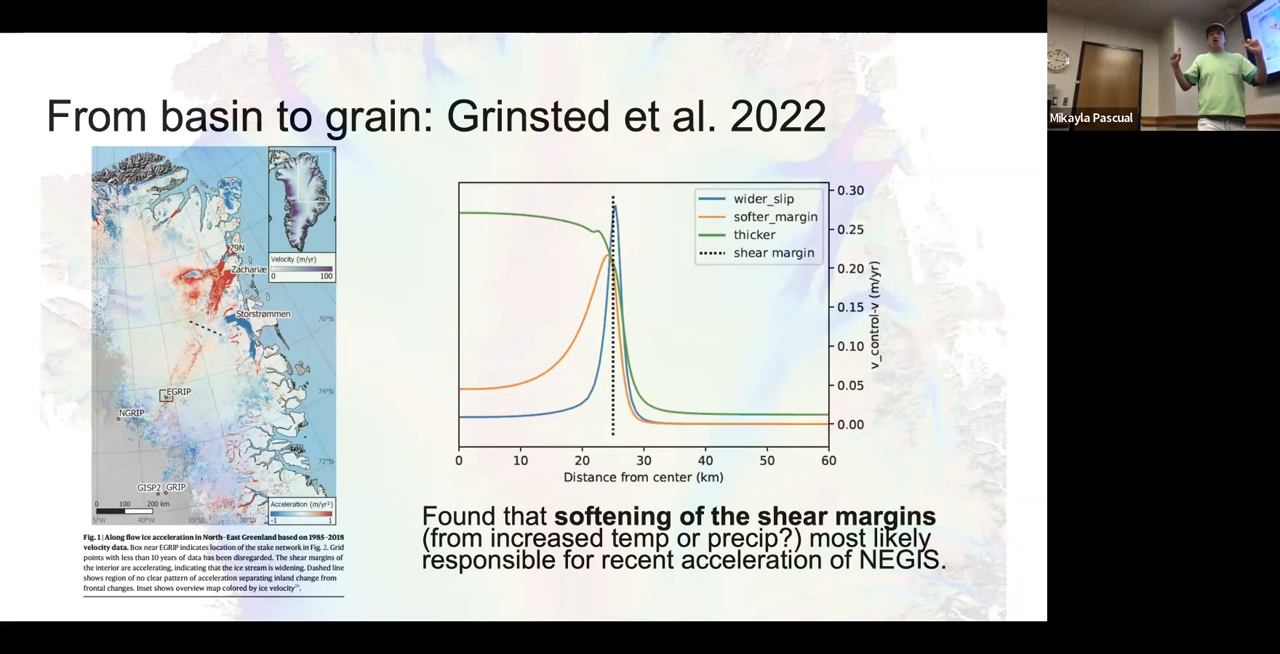 From basin to grain: Grinsted et al. 2022
79N
Zachariæ
Storstrømmen
76°N
EGRIP
74°N
NGRIP
72°N
GISP2 GRIP
0 100 200 km
40°W
Velocity (m/yr)
0 100
Acceleration (m/yr²)
-1 1
Fig. 1 | Along flow ice acceleration in North-East Greenland based on 1985-2018
velocity data. Box near EGRIP indicates location of the stake network in Fig. 2. Grid
points with less than 10 years of data has been disregarded. The shear margins of
the interior are accelerating, indicating that the ice stream is widening. Dashed line
shows region of no clear pattern of acceleration separating inland change from
frontal changes. Inset shows overview map colored by ice velocity
wider_slip
softer_margin
thicker
shear margin
0.30
0.25
0.20
0.15
0.10
0.05
0.00
v_control-v (m/yr)
0 10 20 30 40 50 60
Distance from center (km)
Found that softening of the shear margins
(from increased temp or precip?) most likely
responsible for recent acceleration of NEGIS.
Mikayla Pascual